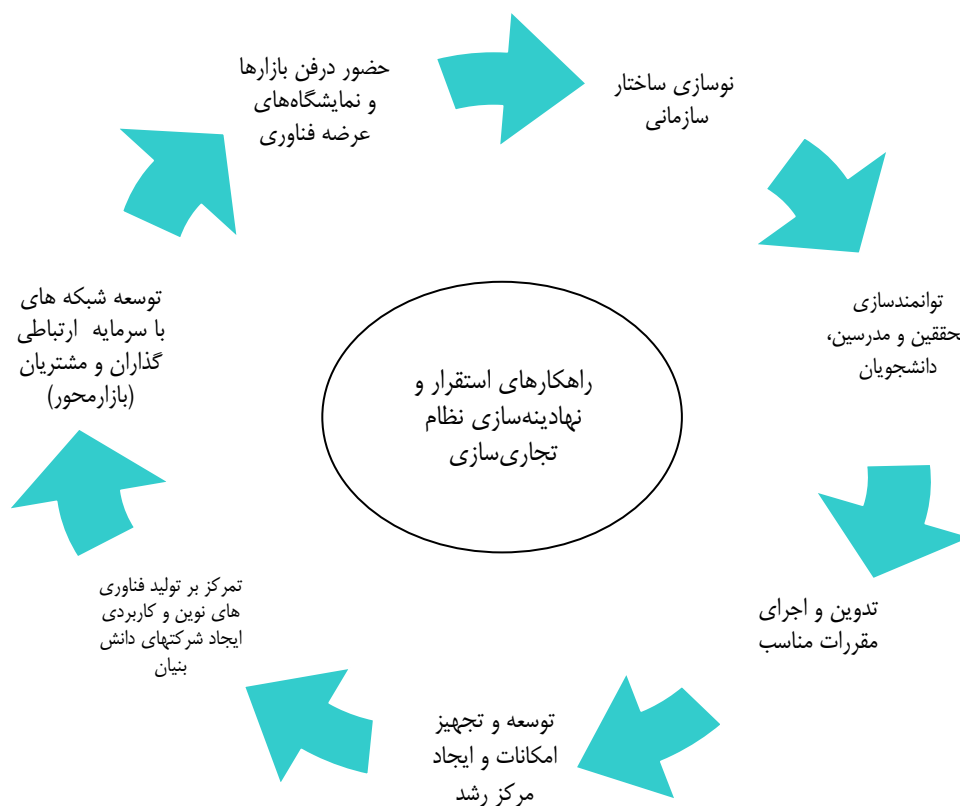 راهکارهای استقرار و
نهادینه‌سازی نظام
تجاری‌سازی
نوسازی ساختار
سازمانی
توانمندسازی
حققین و مدرسین،
دانشجویان
تدوین و اجرای
مقررات مناسب
توسعه و تجهیز
امکانات و ایجاد
مرکز رشد
تمرکز بر تولید فناوری
های نوین و کاربردی
ایجاد شرکتهای دانش
بنیان
توسعه شبکه های
با سرمایه ارتباطی
گذاران و مشتریان
(بازارمحور)
حضور درفن بازارها
و نمایشگاه‌های
عرضه فناوری